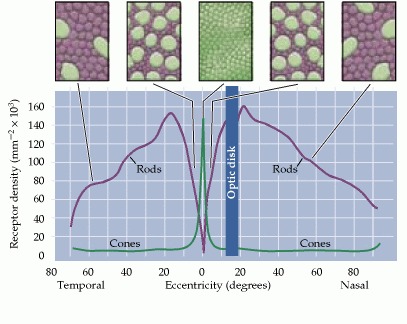 Receptor density (mm⁻² × 10³)
160
140
120
100
80
60
40
20
0
Rods
Rods
Optic disk
Cones
Cones
80 60 40 20 0 20 40 60 80
Temporal Eccentricity (degrees) Nasal